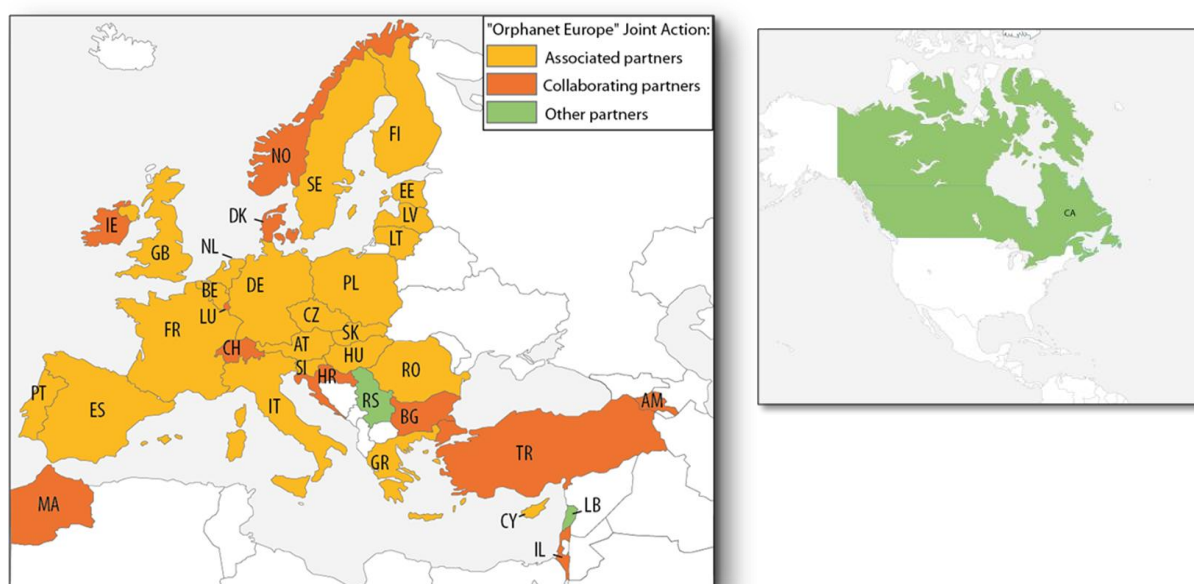 "Orphanet Europe" Joint Action:
Associated partners
Collaborating partners
Other partners
FI
NO
SE
EE
CA
IE
DK
LV
LT
GB
NL
BE
DE
PL
LU
CZ
FR
SK
CH
AT
HU
SI
HR
RO
PT
ES
IT
RS
BG
AM
GR
TR
MA
CY
LB
IL